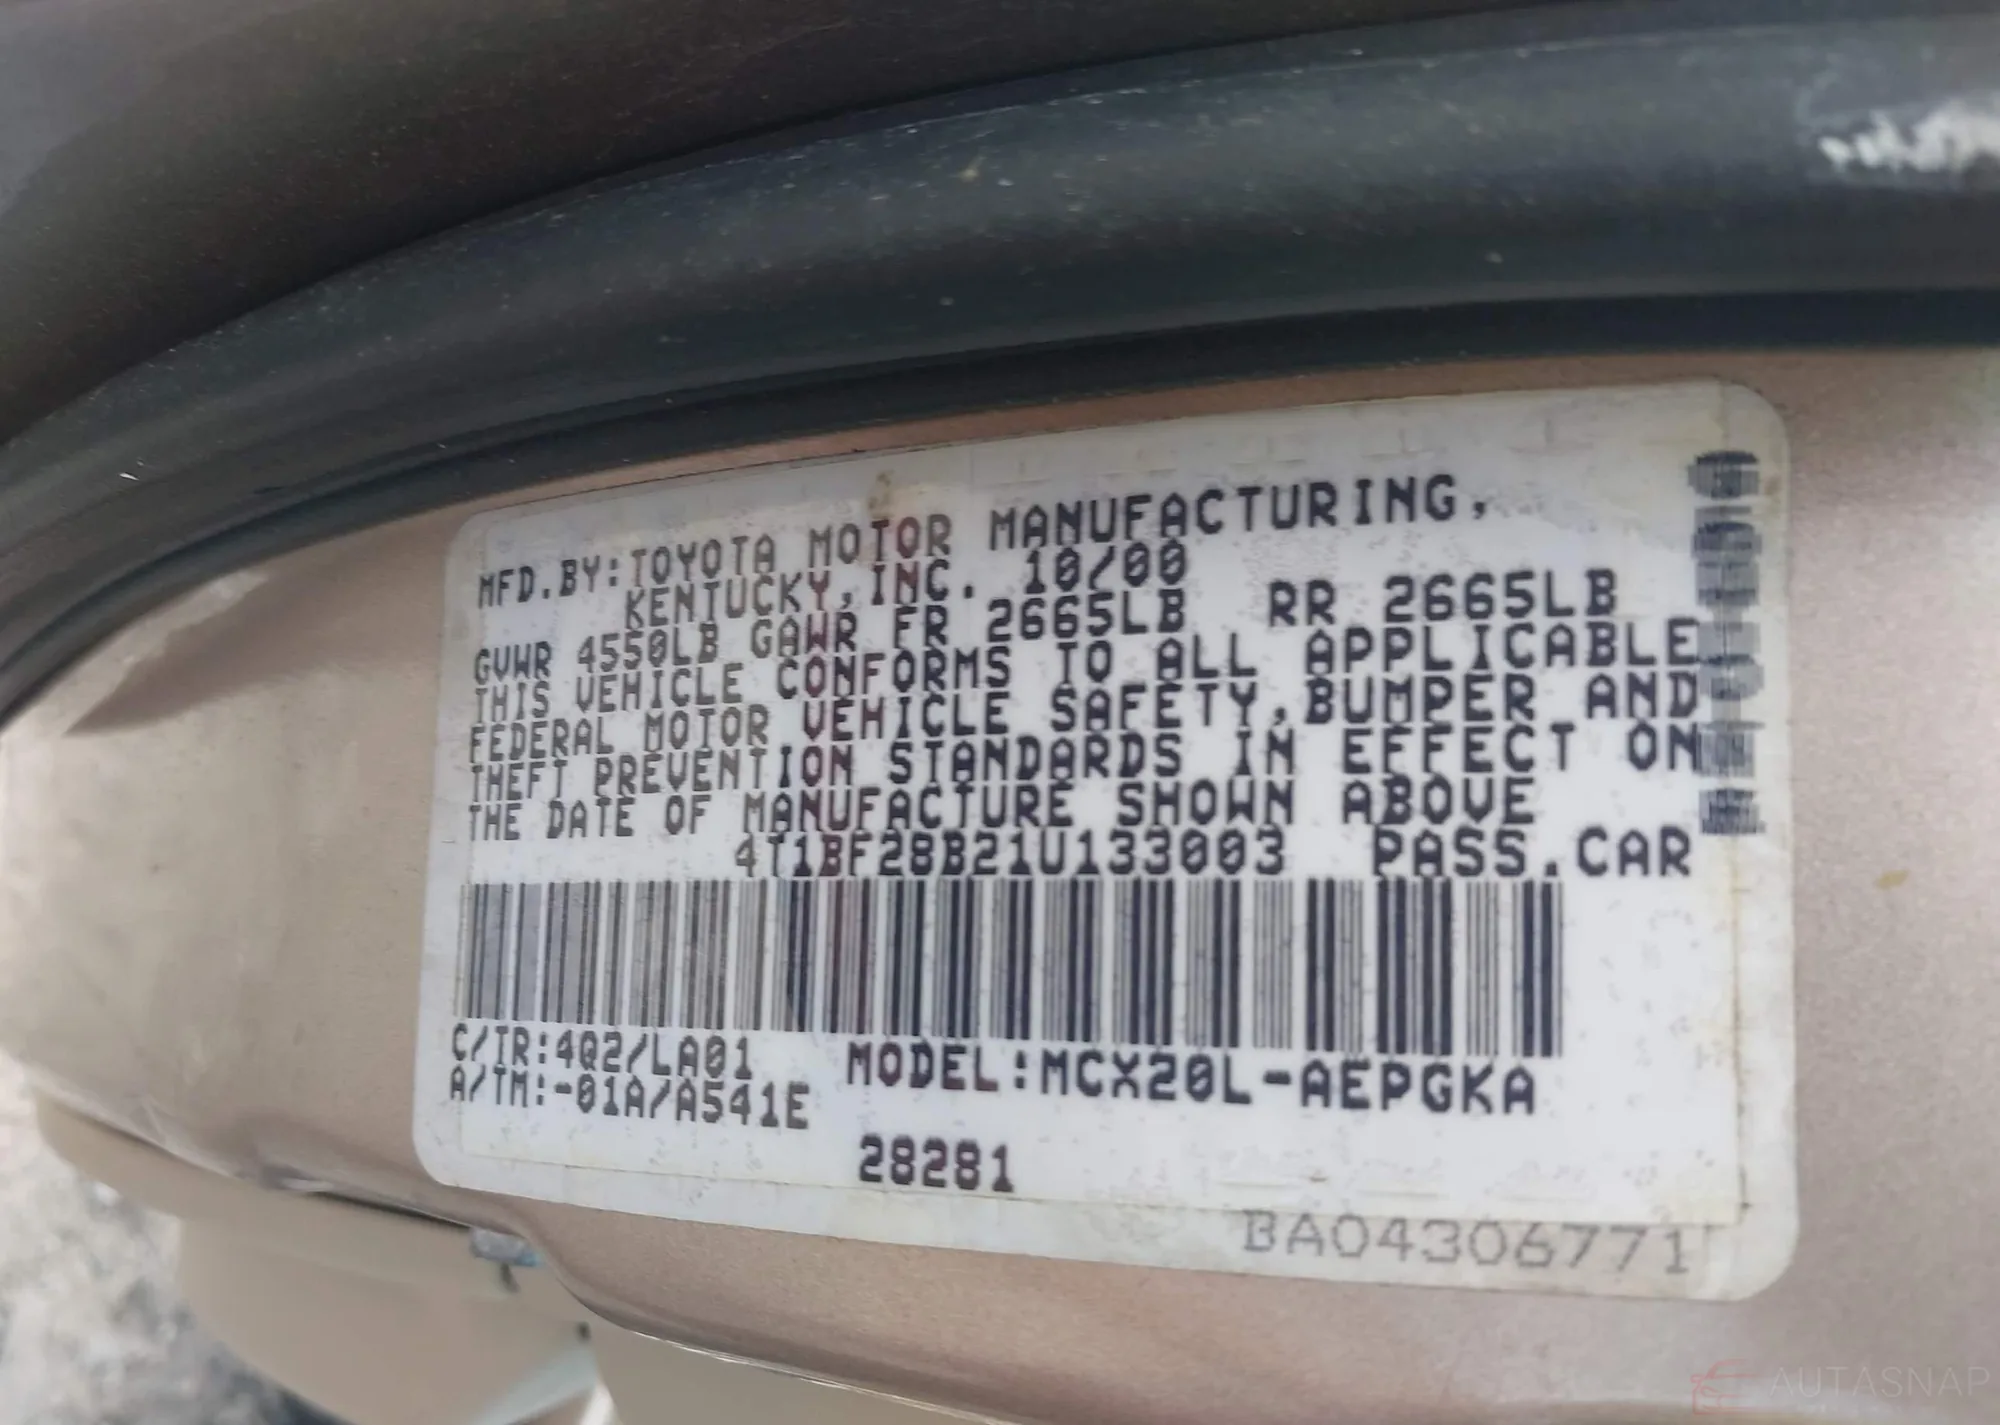 MFD.BY:TOYOTA MOTOR MANUFACTURING,
KENTUCKY,INC. 10/00
GVWR 4550LB GAWR FR 2665LB RR 2665LB
THIS VEHICLE CONFORMS TO ALL APPLICABLE
FEDERAL MOTOR VEHICLE SAFETY,BUMPER AND
THEFT PREVENTION STANDARDS IN EFFECT ON
THE DATE OF MANUFACTURE SHOWN ABOVE
4T1BF28B21U133003 PASS.CAR
C/TR:4Q2/LA01 MODEL:MCX20L-AEPGKA
A/TM:-01A/A541E
28281
BA04306771
AUTASNAP